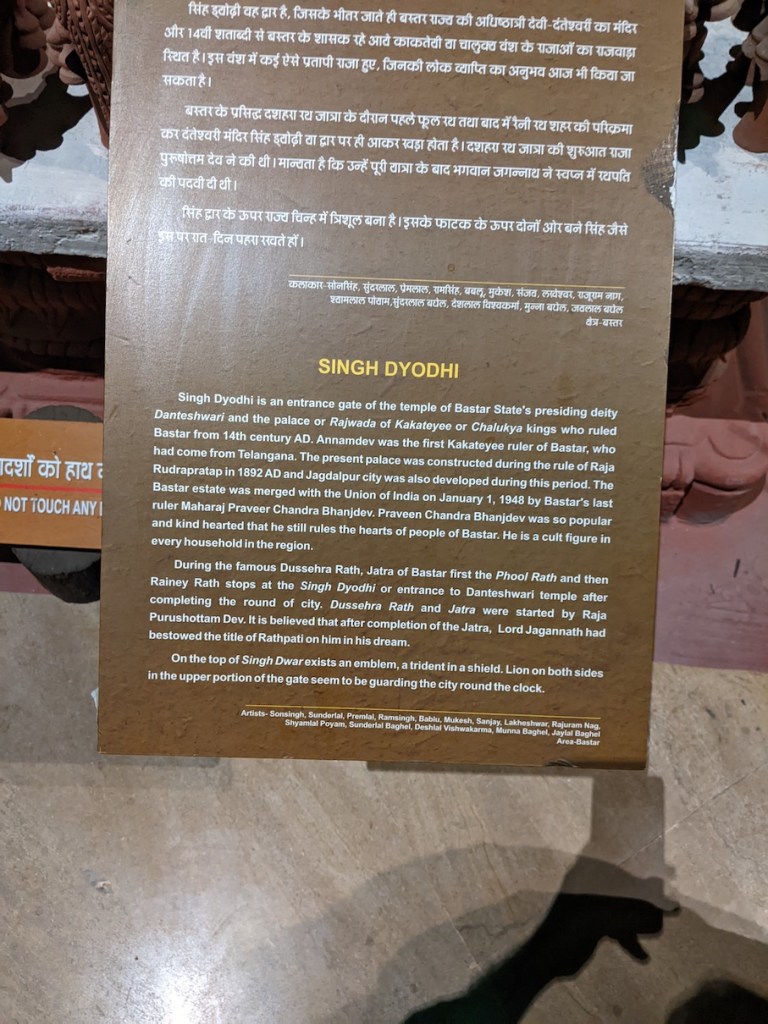 सिंह ड्योढ़ी वह द्वार है, जिसके भीतर जाते ही बस्तर राज्य की अधिष्ठात्री देवी-दंतेश्वरी का मंदिर
और 14वी शताब्दी से बस्तर के शासक रहे आये काकतेयी या चालुक्य वंश के राजाओं का राजवाड़ा
स्थित है। इस वंश में कई ऐसे प्रतापी राजा हुए, जिनकी लोक व्याप्ति का अनुभव आज भी किया जा
सकता है।
बस्तर के प्रसिद्ध दशहरा रथ जात्रा के दौरान पहले फूल रथ तथा बाद में रैनी रथ शहर की परिक्रमा
कर दंतेश्वरी मंदिर सिंह ड्योढ़ी या द्वार पर ही आकर खड़ा होता है। दशहरा रथ जात्रा की शुरुआत राजा
पुरूषोत्तम देव ने की थी। मान्यता है कि उन्हें पूरी यात्रा के बाद भगवान जगन्नाथ ने स्वप्न में रथपति
की पदवी दी थी।
सिंह द्वार के ऊपर राज्य चिन्ह में त्रिशूल बना है। इसके फाटक के ऊपर दोनों ओर बने सिंह जैसे
इस पर रात-दिन पहरा रखते हों।
कलाकार-सोनसिंह, सुंदरलाल, प्रेमलाल, रामसिंह, बबलू, मुकेश, संजय, लखेश्वर, राजूराम नाग,
श्यामलाल पोयाम,सुंदरलाल बघेल, देशलाल विश्वकर्मा, मुन्ना बघेल, जयलाल बघेल
क्षेत्र-बस्तर
SINGH DYODHI
Singh Dyodhi is an entrance gate of the temple of Bastar State's presiding deity
Danteshwari and the palace or Rajwada of Kakateyee or Chalukya kings who ruled
Bastar from 14th century AD. Annamdev was the first Kakateyee ruler of Bastar, who
had come from Telangana. The present palace was constructed during the rule of Raja
Rudrapratap in 1892 AD and Jagdalpur city was also developed during this period. The
Bastar estate was merged with the Union of India on January 1, 1948 by Bastar's last
ruler Maharaj Praveer Chandra Bhanjdev. Praveen Chandra Bhanjdev was so popular
and kind hearted that he still rules the hearts of people of Bastar. He is a cult figure in
every household in the region.
During the famous Dussehra Rath, Jatra of Bastar first the Phool Rath and then
Rainey Rath stops at the Singh Dyodhi or entrance to Danteshwari temple after
completing the round of city. Dussehra Rath and Jatra were started by Raja
Purushottam Dev. It is believed that after completion of the Jatra, Lord Jagannath had
bestowed the title of Rathpati on him in his dream.
On the top of Singh Dwar exists an emblem, a trident in a shield. Lion on both sides
in the upper portion of the gate seem to be guarding the city round the clock.
Artists- Sonsingh, Sunderlal, Premlal, Ramsingh, Bablu, Mukesh, Sanjay, Lakheshwar, Rajuram Nag,
Shyamlal Poyam, Sunderlal Baghel, Deshlal Vishwakarma, Munna Baghel, Jaylal Baghel
Area-Bastar
को हाथ
NOT TOUCH ANY